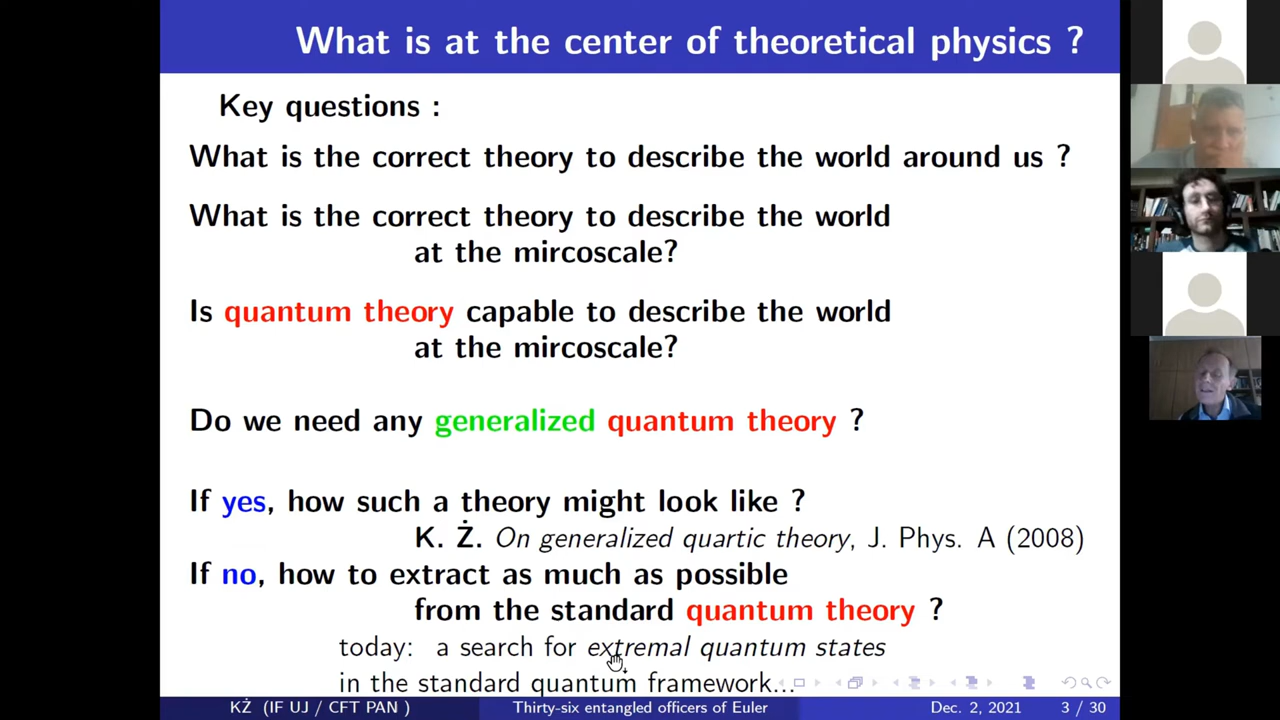 What is at the center of theoretical physics ?
Key questions :
What is the correct theory to describe the world around us ?
What is the correct theory to describe the world
at the mircoscale?
Is quantum theory capable to describe the world
at the mircoscale?
Do we need any generalized quantum theory ?
If yes, how such a theory might look like ?
K. Ż. On generalized quartic theory, J. Phys. A (2008)
If no, how to extract as much as possible
from the standard quantum theory ?
today: a search for extremal quantum states
in the standard quantum framework...
KŻ (IF UJ / CFT PAN ) Thirty-six entangled officers of Euler Dec. 2, 2021 3 / 30